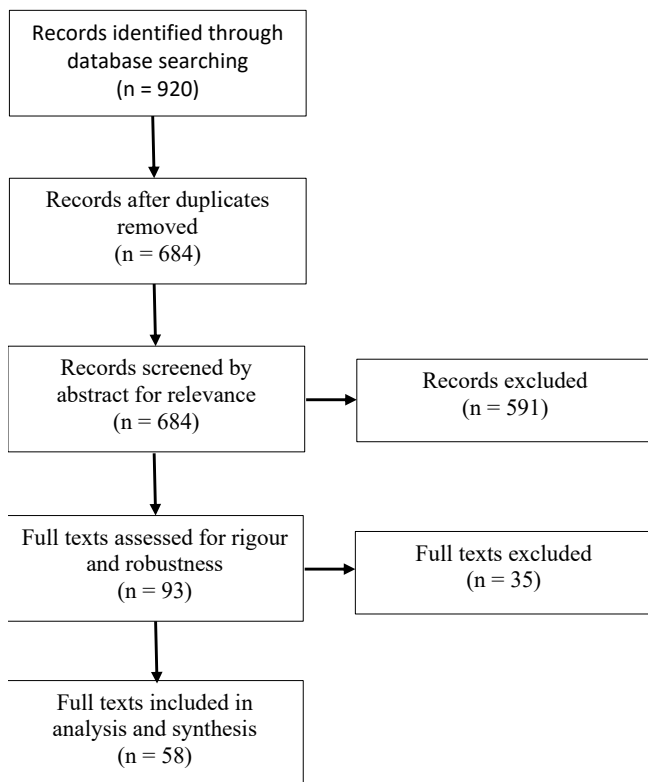 Records identified through
database searching
(n = 920)
Records after duplicates
removed
(n = 684)
Records screened by
abstract for relevance
(n = 684)
Records excluded
(n = 591)
Full texts assessed for rigour
and robustness
(n = 93)
Full texts excluded
(n = 35)
Full texts included in
analysis and synthesis
(n = 58)